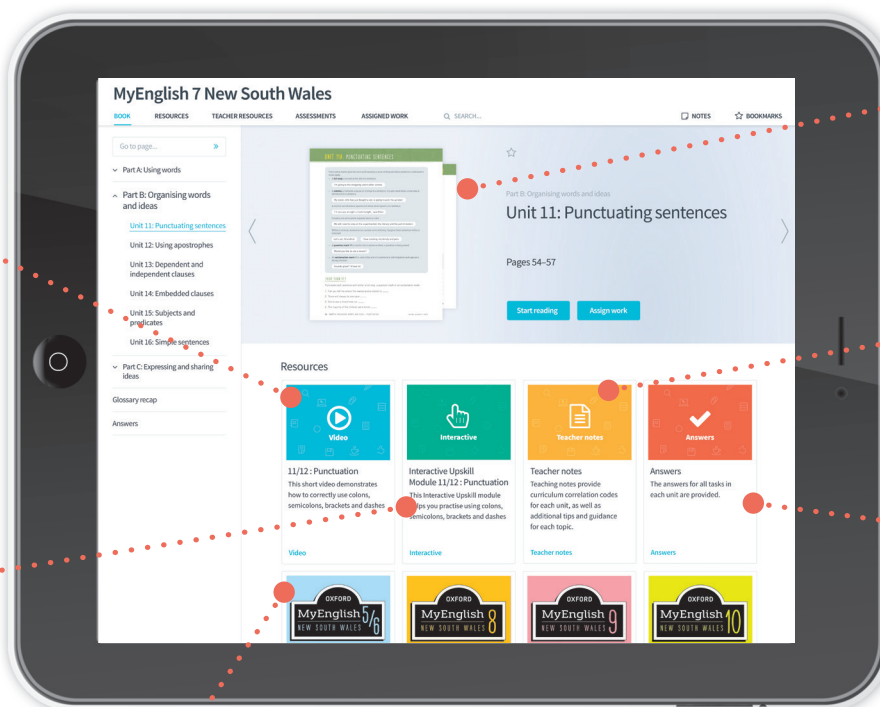 MyEnglish 7 New South Wales
BOOK RESOURCES TEACHER RESOURCES ASSESSMENTS ASSIGNED WORK SEARCH... NOTES BOOKMARKS
Go to page... »
Part A: Using words
Part B: Organising words
and ideas
Unit 11: Punctuating sentences
Unit 12: Using apostrophes
Unit 13: Dependent and
independent clauses
Unit 14: Embedded clauses
Unit 15: Subjects and
predicates
Unit 16: Simple sentences
Part C: Expressing and sharing
ideas
Glossary recap
Answers
UNIT 11: PUNCTUATING SENTENCES
Part B: Organising words and ideas
Unit 11: Punctuating sentences
Pages 54–57
Start reading Assign work
Resources
Video
11/12 : Punctuation
This short video demonstrates
how to correctly use colons,
semicolons, brackets and dashes
Video
Interactive
Interactive Upskill
Module 11/12 : Punctuation
This Interactive Upskill module
helps you practise using colons,
semicolons, brackets and dashes
Interactive
Teacher notes
Teacher notes
Teaching notes provide
curriculum correlation codes
for each unit, as well as
additional tips and guidance
for each topic.
Teacher notes
Answers
Answers
The answers for all tasks in
each unit are provided.
Answers
OXFORD
MyEnglish 5/6
NEW SOUTH WALES
OXFORD
MyEnglish 8
NEW SOUTH WALES
OXFORD
MyEnglish 9
NEW SOUTH WALES
OXFORD
MyEnglish 10
NEW SOUTH WALES